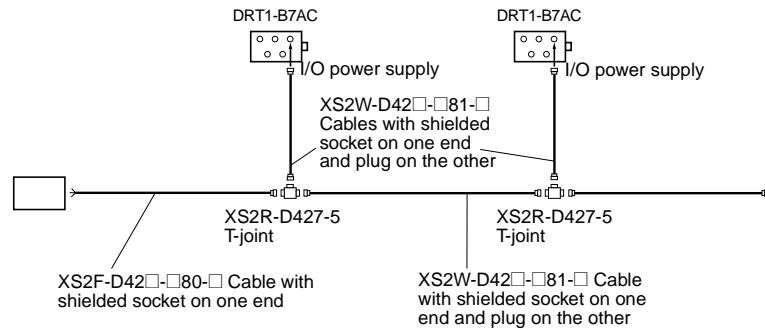 DRT1-B7AC
DRT1-B7AC
I/O power supply
I/O power supply
XS2W-D42□-□81-□
Cables with shielded
socket on one end
and plug on the other
XS2R-D427-5
T-joint
XS2R-D427-5
T-joint
XS2F-D42□-□80-□ Cable with
shielded socket on one end
XS2W-D42□-□81-□ Cable
with shielded socket on one
end and plug on the other